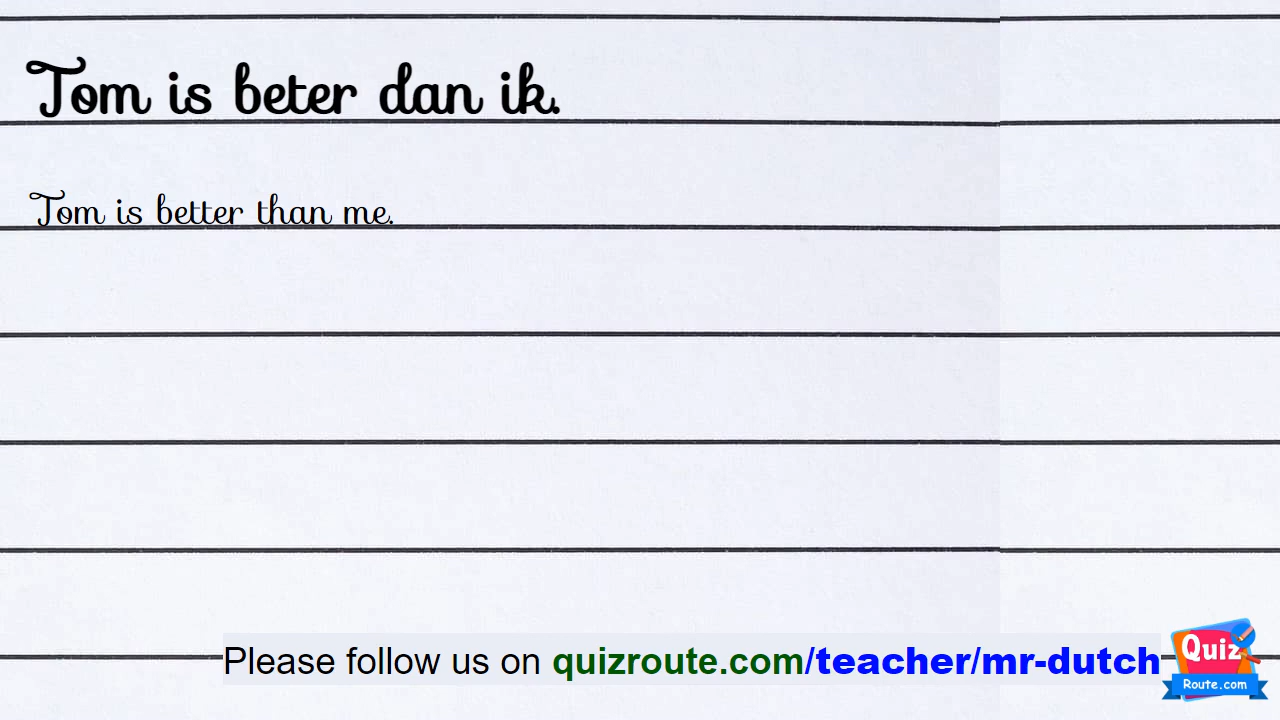 Tom is beter dan ik.
Tom is better than me.
Please follow us on quizroute.com/teacher/mr-dutch
Quiz
Route.com